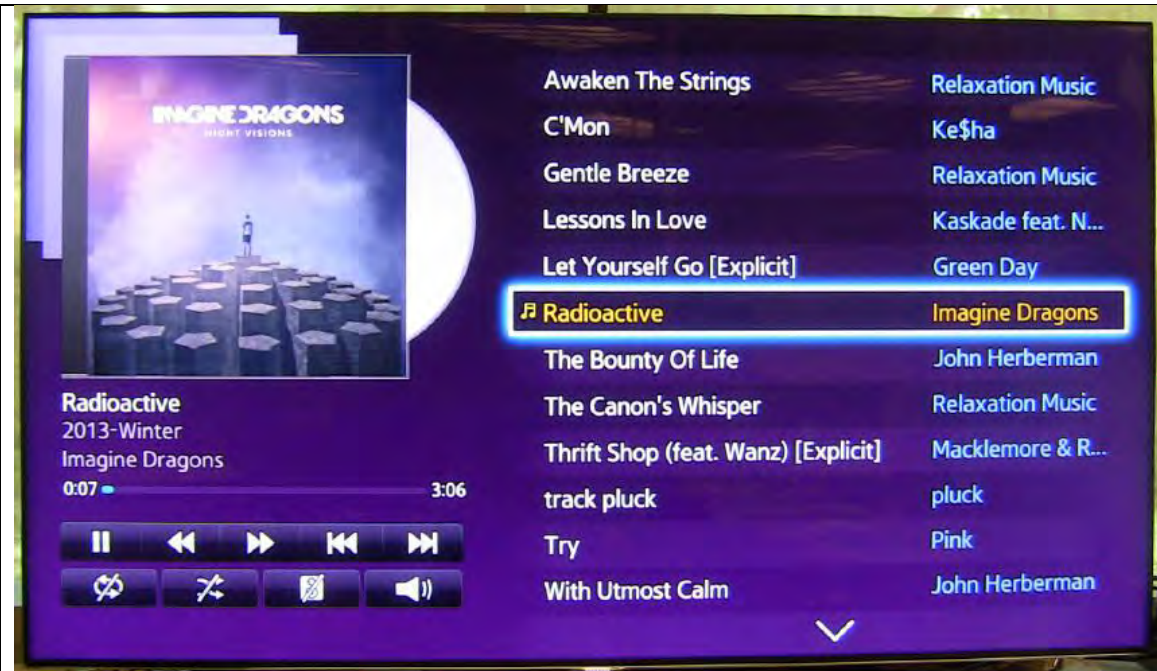 IMAGINE DRAGONS
NIGHT VISIONS
Radioactive
2013-Winter
Imagine Dragons
0:07 3:06
Awaken The Strings Relaxation Music
C'Mon Ke$ha
Gentle Breeze Relaxation Music
Lessons In Love Kaskade feat. N...
Let Yourself Go [Explicit] Green Day
Radioactive Imagine Dragons
The Bounty Of Life John Herberman
The Canon's Whisper Relaxation Music
Thrift Shop (feat. Wanz) [Explicit] Macklemore & R...
track pluck pluck
Try Pink
With Utmost Calm John Herberman